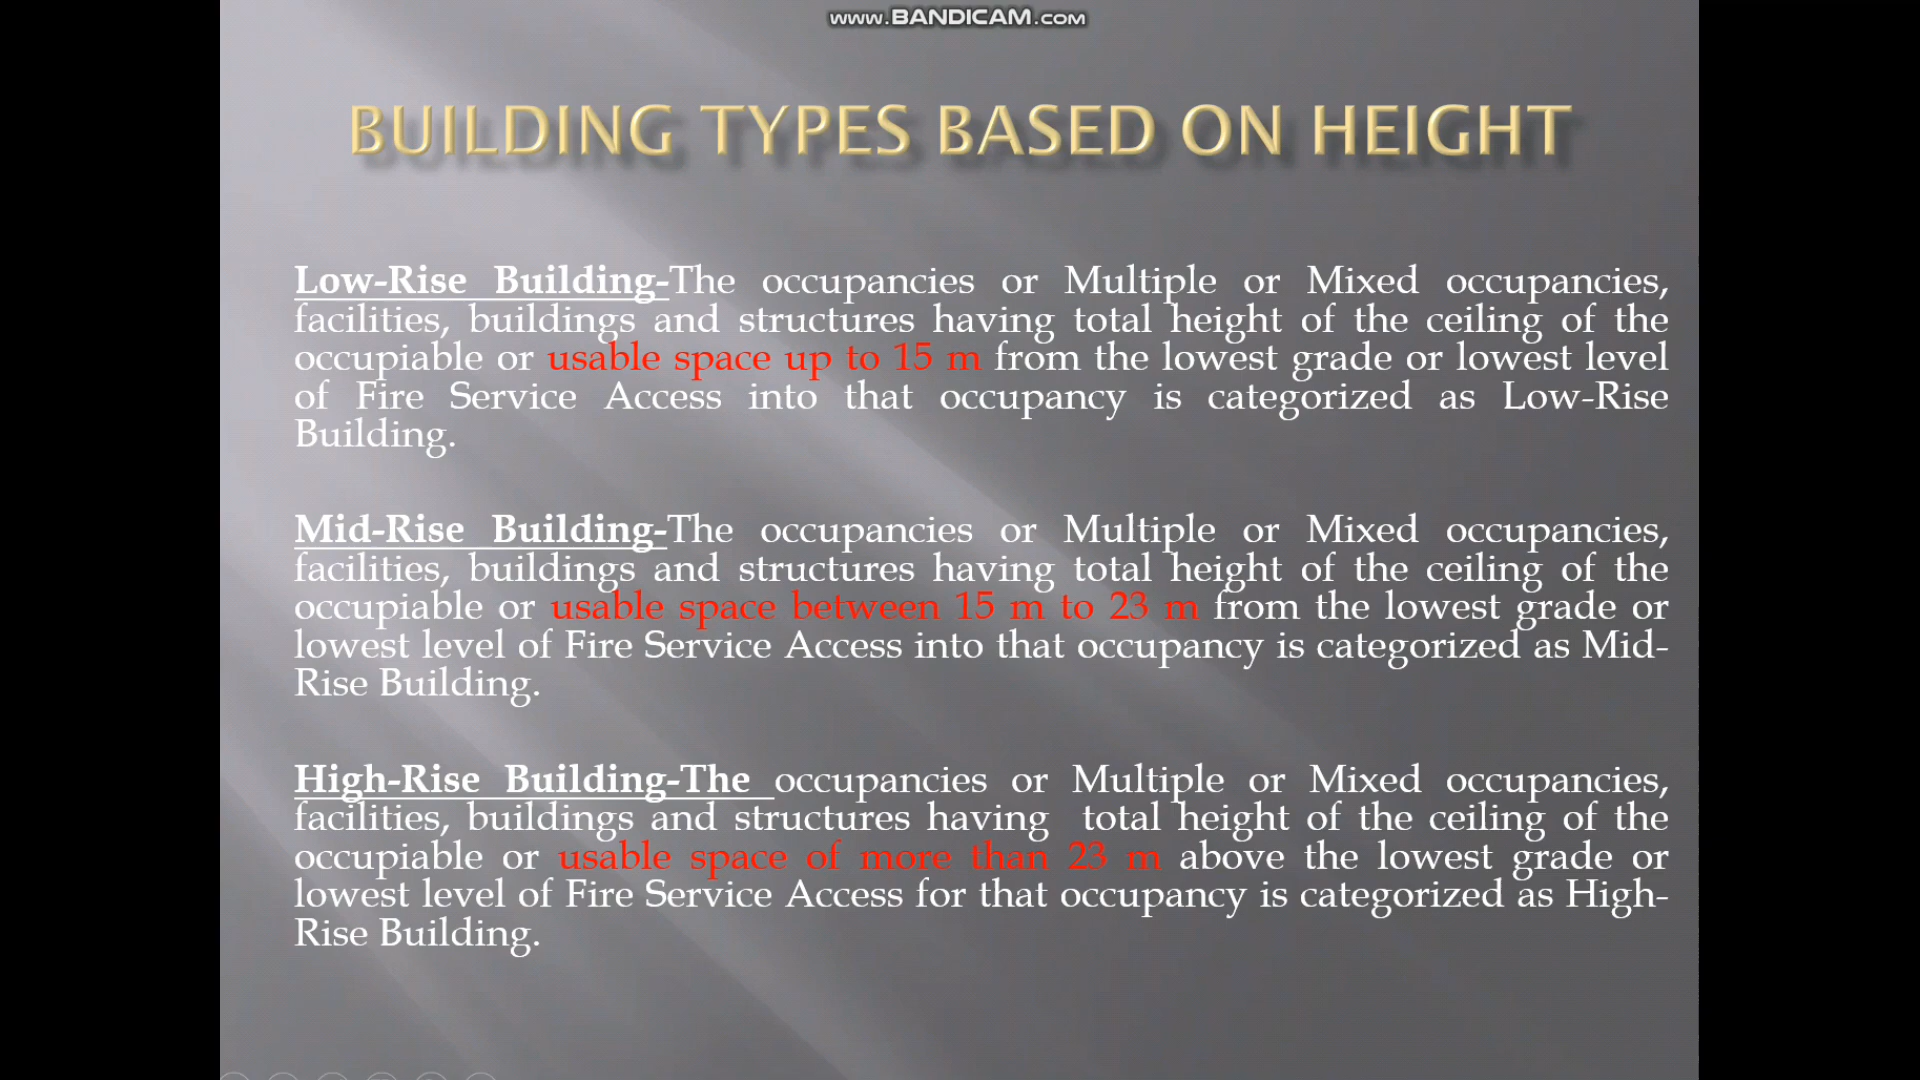 www.BANDICAM.com
BUILDING TYPES BASED ON HEIGHT
Low-Rise Building-The occupancies or Multiple or Mixed occupancies,
facilities, buildings and structures having total height of the ceiling of the
occupiable or usable space up to 15 m from the lowest grade or lowest level
of Fire Service Access into that occupancy is categorized as Low-Rise
Building.
Mid-Rise Building-The occupancies or Multiple or Mixed occupancies,
facilities, buildings and structures having total height of the ceiling of the
occupiable or usable space between 15 m to 23 m from the lowest grade or
lowest level of Fire Service Access into that occupancy is categorized as Mid-
Rise Building.
High-Rise Building-The occupancies or Multiple or Mixed occupancies,
facilities, buildings and structures having total height of the ceiling of the
occupiable or usable space of more than 23 m above the lowest grade or
lowest level of Fire Service Access for that occupancy is categorized as High-
Rise Building.